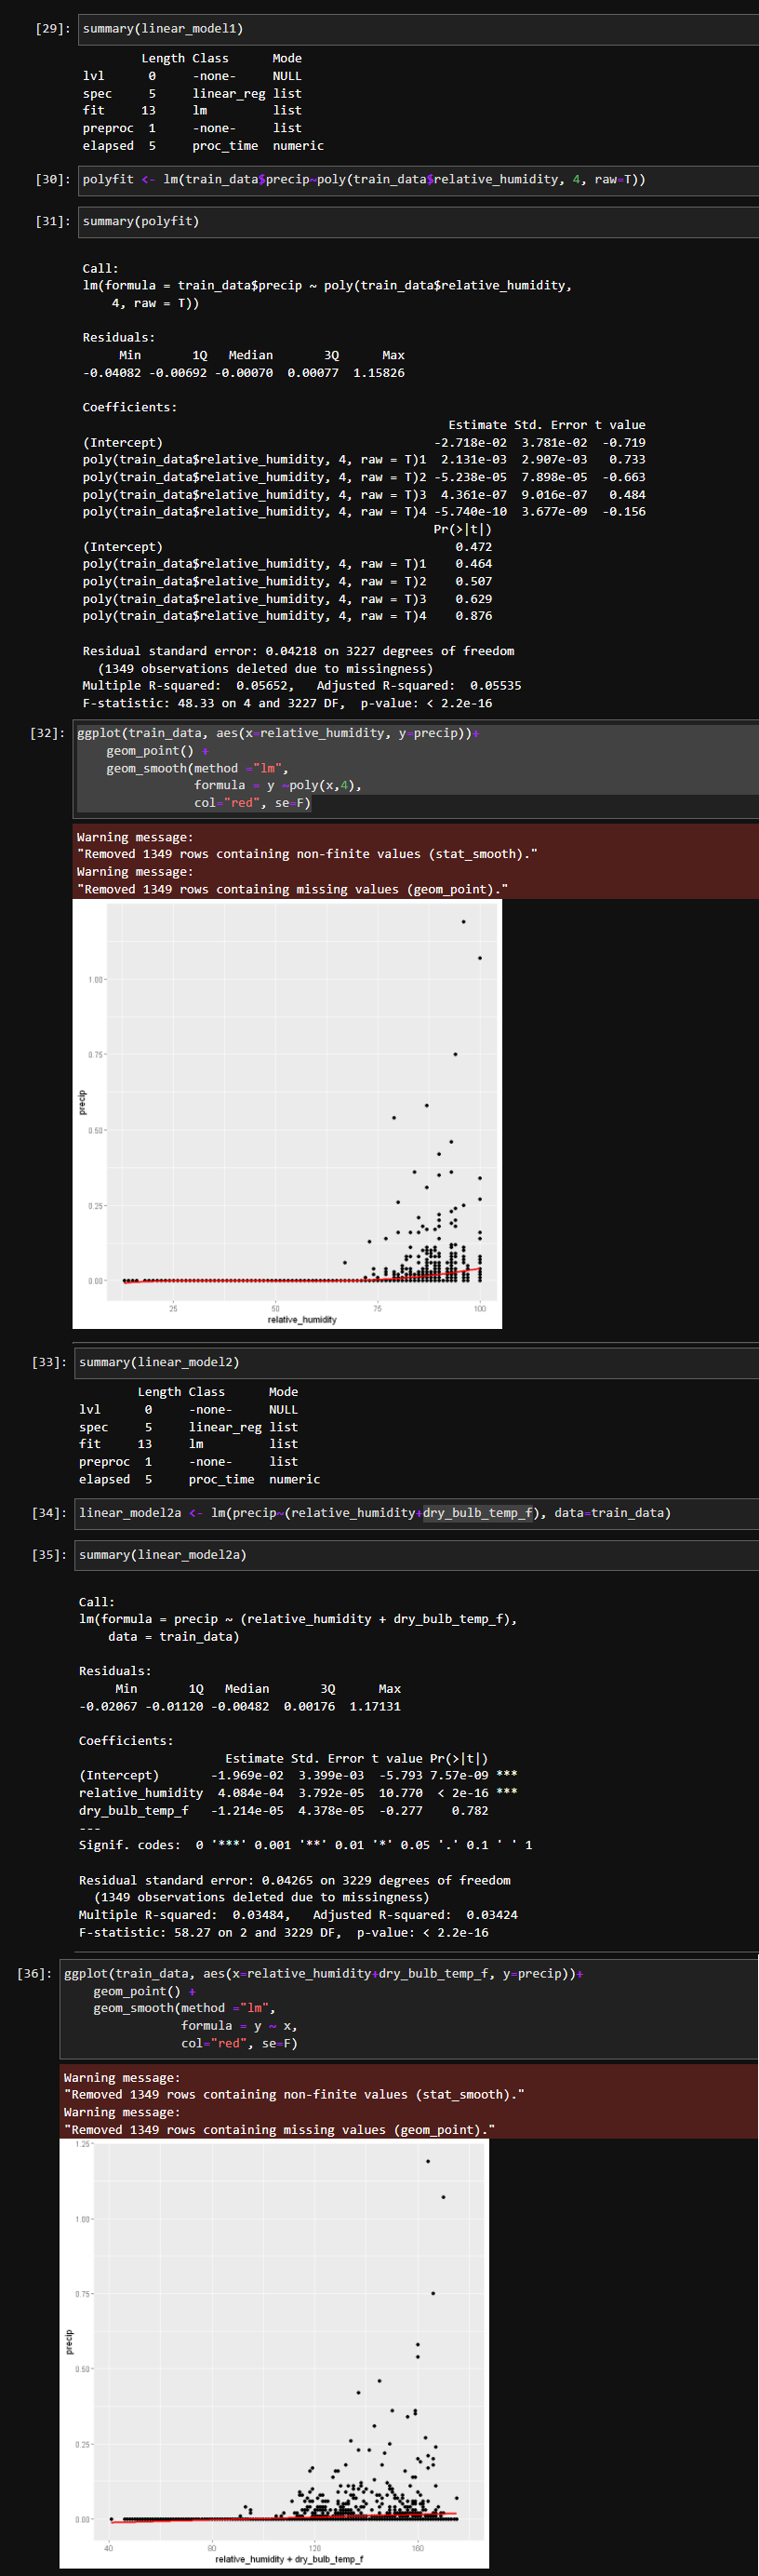 [29]: summary(linear_model1)
Length Class Mode
lvl 0 -none- NULL
spec 5 linear_reg list
fit 13 lm list
preproc 1 -none- list
elapsed 5 proc_time numeric
[30]: polyfit <- lm(train_data$precip~poly(train_data$relative_humidity, 4, raw=T))
[31]: summary(polyfit)
Call:
lm(formula = train_data$precip ~ poly(train_data$relative_humidity,
4, raw = T))
Residuals:
Min 1Q Median 3Q Max
-0.04082 -0.00692 -0.00070 0.00077 1.15826
Coefficients:
Estimate Std. Error t value
(Intercept) -2.718e-02 3.781e-02 -0.719
poly(train_data$relative_humidity, 4, raw = T)1 2.131e-03 2.907e-03 0.733
poly(train_data$relative_humidity, 4, raw = T)2 -5.238e-05 7.898e-05 -0.663
poly(train_data$relative_humidity, 4, raw = T)3 4.361e-07 9.016e-07 0.484
poly(train_data$relative_humidity, 4, raw = T)4 -5.740e-10 3.677e-09 -0.156
Pr(>|t|)
(Intercept) 0.472
poly(train_data$relative_humidity, 4, raw = T)1 0.464
poly(train_data$relative_humidity, 4, raw = T)2 0.507
poly(train_data$relative_humidity, 4, raw = T)3 0.629
poly(train_data$relative_humidity, 4, raw = T)4 0.876
Residual standard error: 0.04218 on 3227 degrees of freedom
(1349 observations deleted due to missingness)
Multiple R-squared: 0.05652, Adjusted R-squared: 0.05535
F-statistic: 48.33 on 4 and 3227 DF, p-value: < 2.2e-16
[32]: ggplot(train_data, aes(x=relative_humidity, y=precip))+
geom_point() +
geom_smooth(method ="lm",
formula = y ~poly(x,4),
col="red", se=F)
Warning message:
"Removed 1349 rows containing non-finite values (stat_smooth)."
Warning message:
"Removed 1349 rows containing missing values (geom_point)."
1.00
0.75
precip
0.50
0.25
0.00
25 50 75 100
relative_humidity
[33]: summary(linear_model2)
Length Class Mode
lvl 0 -none- NULL
spec 5 linear_reg list
fit 13 lm list
preproc 1 -none- list
elapsed 5 proc_time numeric
[34]: linear_model2a <- lm(precip~(relative_humidity+dry_bulb_temp_f), data=train_data)
[35]: summary(linear_model2a)
Call:
lm(formula = precip ~ (relative_humidity + dry_bulb_temp_f),
data = train_data)
Residuals:
Min 1Q Median 3Q Max
-0.02067 -0.01120 -0.00482 0.00176 1.17131
Coefficients:
Estimate Std. Error t value Pr(>|t|)
(Intercept) -1.969e-02 3.399e-03 -5.793 7.57e-09 ***
relative_humidity 4.084e-04 3.792e-05 10.770 < 2e-16 ***
dry_bulb_temp_f -1.214e-05 4.378e-05 -0.277 0.782
---
Signif. codes: 0 '***' 0.001 '**' 0.01 '*' 0.05 '.' 0.1 ' ' 1
Residual standard error: 0.04265 on 3229 degrees of freedom
(1349 observations deleted due to missingness)
Multiple R-squared: 0.03484, Adjusted R-squared: 0.03424
F-statistic: 58.27 on 2 and 3229 DF, p-value: < 2.2e-16
[36]: ggplot(train_data, aes(x=relative_humidity+dry_bulb_temp_f, y=precip))+
geom_point() +
geom_smooth(method ="lm",
formula = y ~ x,
col="red", se=F)
Warning message:
"Removed 1349 rows containing non-finite values (stat_smooth)."
Warning message:
"Removed 1349 rows containing missing values (geom_point)."
1.25
1.00
0.75
precip
0.50
0.25
0.00
40 80 120 160
relative_humidity + dry_bulb_temp_f